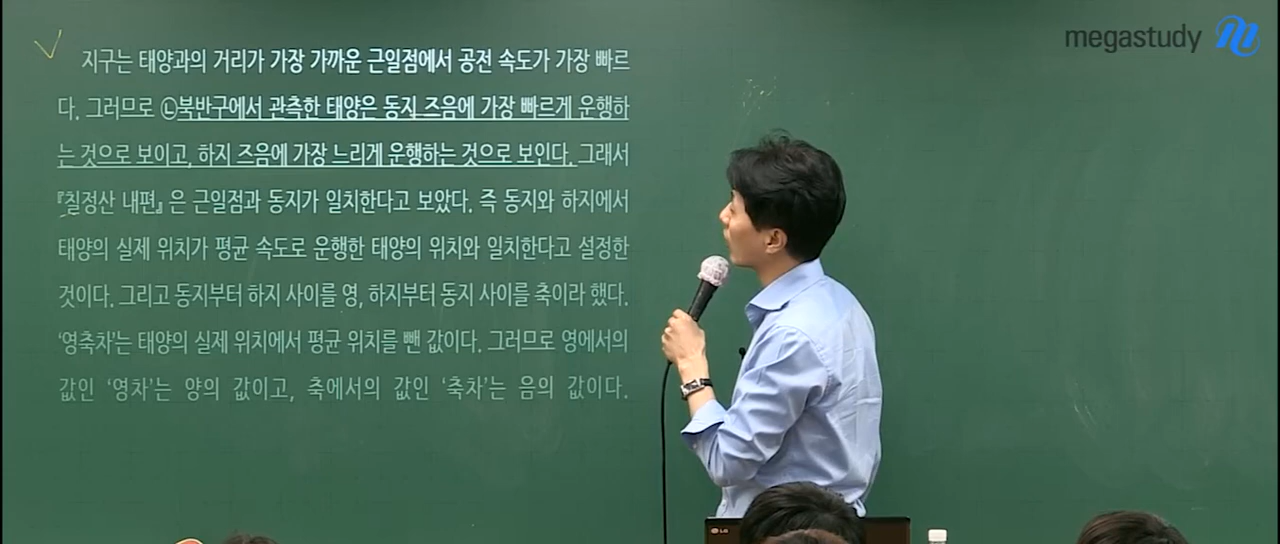 megastudy
지구는 태양과의 거리가 가장 가까운 근일점에서 공전 속도가 가장 빠르
다. 그러므로 ㉡북반구에서 관측한 태양은 동지 즈음에 가장 빠르게 운행하
는 것으로 보이고, 하지 즈음에 가장 느리게 운행하는 것으로 보인다. 그래서
『칠정산 내편』 은 근일점과 동지가 일치한다고 보았다. 즉 동지와 하지에서
태양의 실제 위치가 평균 속도로 운행한 태양의 위치와 일치한다고 설정한
것이다. 그리고 동지부터 하지 사이를 영, 하지부터 동지 사이를 축이라 했다.
‘영축차’는 태양의 실제 위치에서 평균 위치를 뺀 값이다. 그러므로 영에서의
값인 ‘영차’는 양의 값이고, 축에서의 값인 ‘축차’는 음의 값이다.
LG